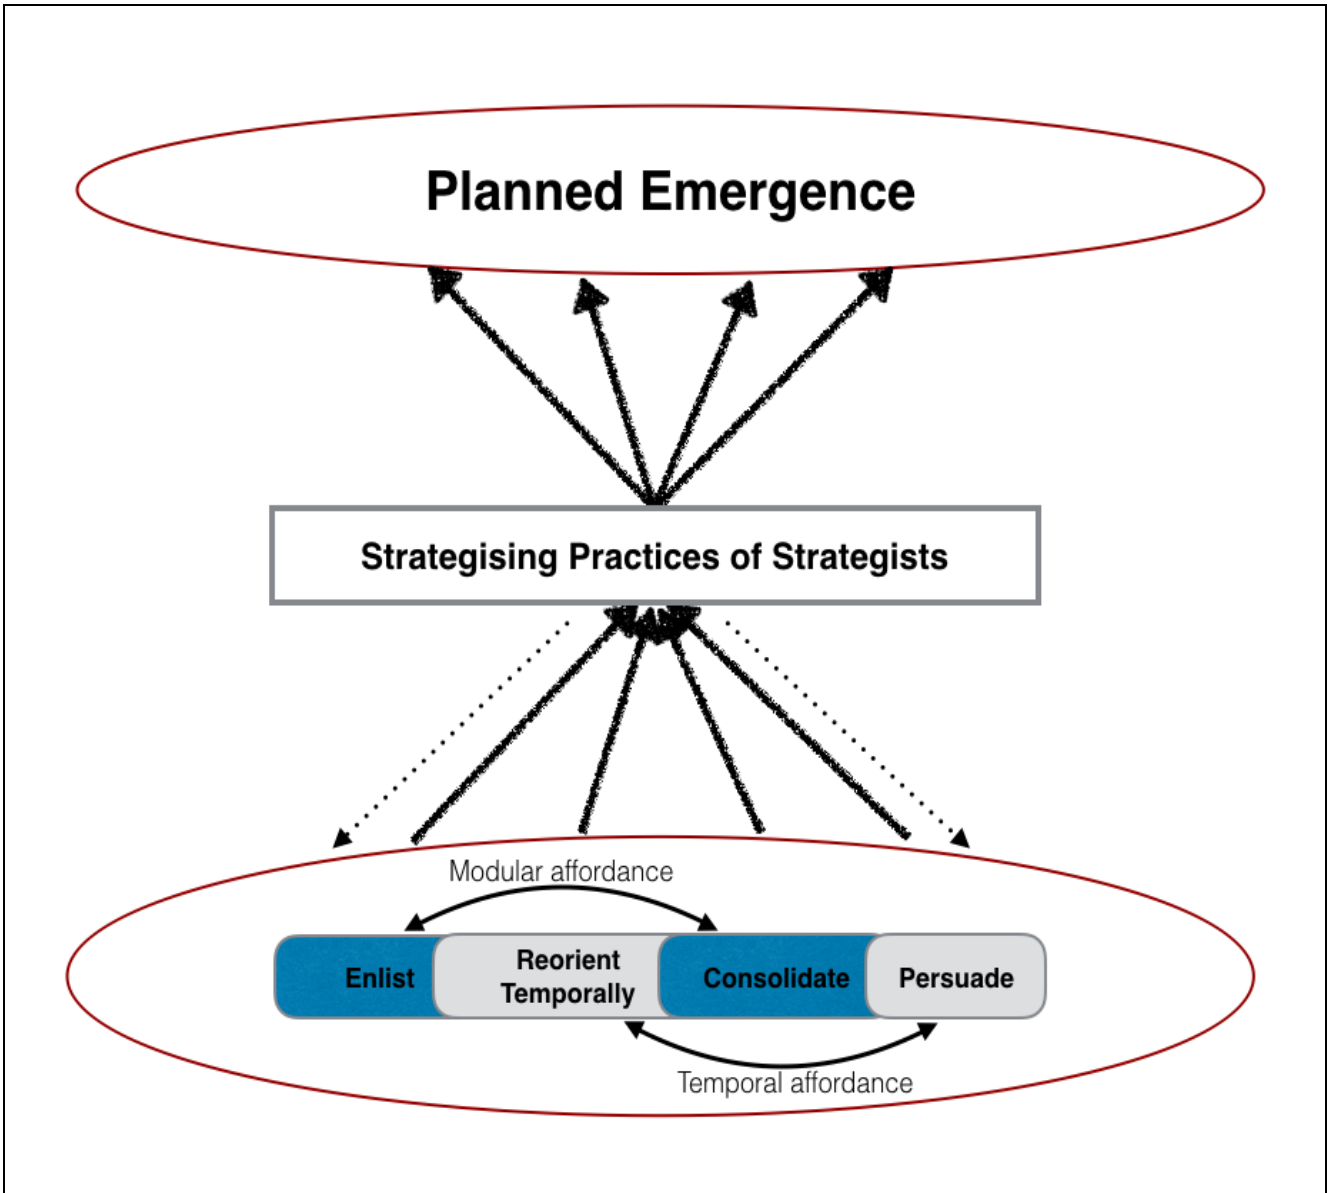 Planned Emergence
Strategising Practices of Strategists
Modular affordance
Enlist
Reorient
Temporally
Consolidate
Persuade
Temporal affordance